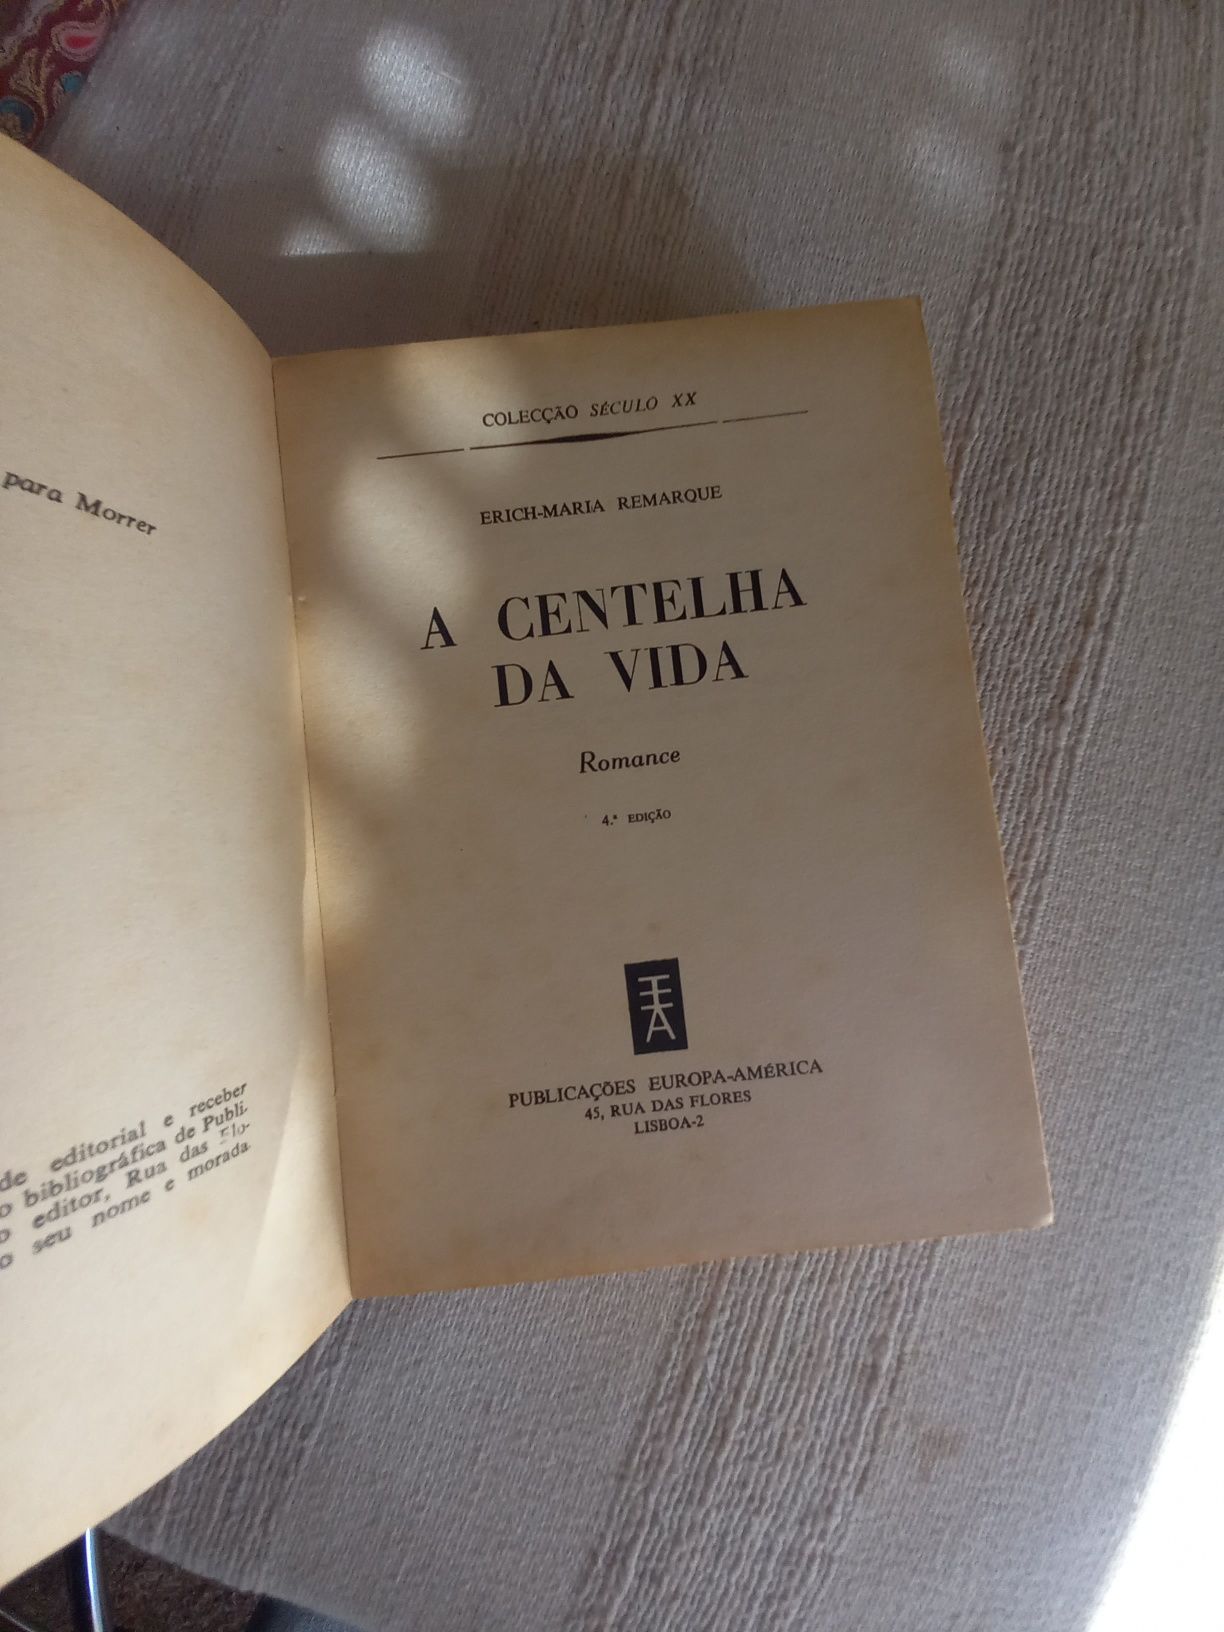 para Morrer
de editorial e receber
o bibliográfica de Publi-
o editor, Rua das Flo-
o seu nome e morada
COLECÇÃO SÉCULO XX
ERICH-MARIA REMARQUE
A CENTELHA
DA VIDA
Romance
4.ª EDIÇÃO
PUBLICAÇÕES EUROPA-AMÉRICA
45, RUA DAS FLORES
LISBOA-2